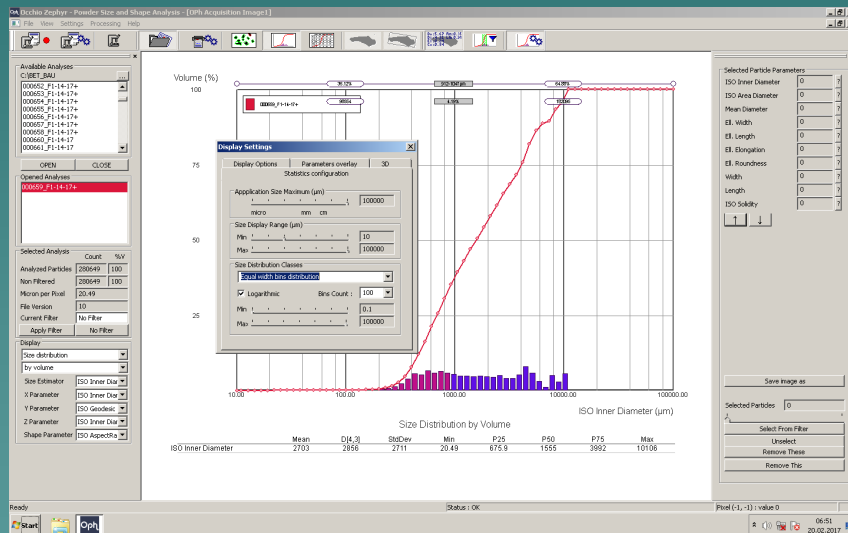 Occhio Zephyr - Powder Size and Shape Analysis - [OPh Acquisition Image1]
File View Settings Processing Help
Available Analyses
C:\BET_BAU
...
000652_F1-14-17+
000653_F1-14-17+
000654_F1-14-17+
000655_F1-14-17+
000656_F1-14-17+
000657_F1-14-17+
000658_F1-14-17+
000660_F1-14-17
000661_F1-14-17
OPEN CLOSE
Opened Analyses
000659_F1-14-17+
Selected Analysis
Count %V
Analyzed Particles 280649 100
Non Filtered 280649 100
Micron per Pixel 20.49
File Version 10
Current Filter No Filter
Apply Filter No Filter
Display
Size distribution
by volume
Size Estimator ISO Inner Diar
X Parameter ISO Inner Diar
Y Parameter ISO Geodesic
Z Parameter ISO Inner Diar
Shape Parameter ISO AspectRa
Volume (%)
100
75
50
25
000659_F1-14-17+
10.00 100.00 1000.00 10000.00 100000.00
ISO Inner Diameter (µm)
Size Distribution by Volume
Mean D[4,3] StdDev Min P25 P50 P75 Max
ISO Inner Diameter 2703 2856 2711 20.49 675.9 1555 3992 10106
Display Settings
Display Options Parameters overlay 3D
Statistics configuration
Appplication Size Maximum (µm)
100000
micro mm cm
Size Display Range (µm)
Min 10
Max 100000
Size Distribution Classes
Equal width bins distribution
Logarithmic Bins Count : 100
Min 0.1
Max 100000
Selected Particle Parameters
ISO Inner Diameter 0 ?
ISO Area Diameter 0 ?
Mean Diameter 0 ?
Ell. Width 0 ?
Ell. Length 0 ?
Ell. Elongation 0 ?
Ell. Roundness 0 ?
Width 0 ?
Length 0 ?
ISO Solidity 0 ?
Save image as
Selected Particles 0
Select From Filter
Unselect
Remove These
Remove This
Ready Status : OK Pixel (-1, -1) : value 0
Start Oph 06:51
20.02.2017